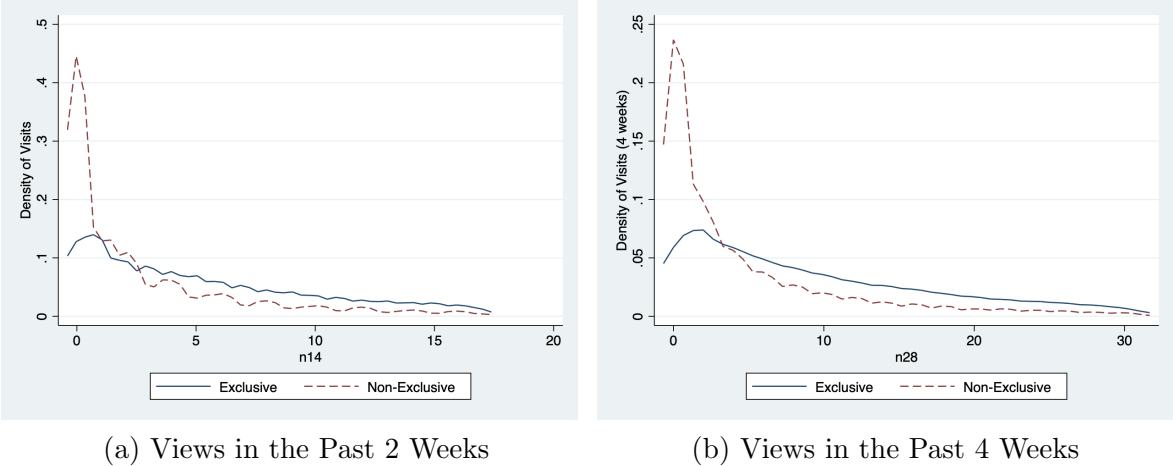 Density of Visits
.5
.4
.3
.2
.1
0
0 5 10 15 20
n14
Exclusive Non-Exclusive
(a) Views in the Past 2 Weeks
Density of Visits (4 weeks)
.25
.2
.15
.1
.05
0
0 10 20 30
n28
Exclusive Non-Exclusive
(b) Views in the Past 4 Weeks